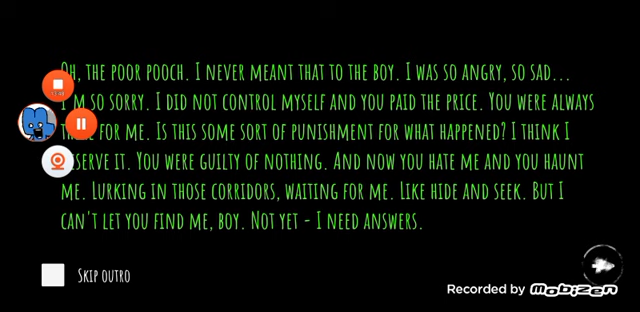 Oh, the poor pooch. I never meant that to the boy. I was so angry, so sad...
I'm so sorry. I did not control myself and you paid the price. You were always
for me. Is this some sort of punishment for what happened? I think I
deserve it. You were guilty of nothing. And now you hate me and you haunt
me. Lurking in those corridors, waiting for me. Like hide and seek. But I
can't let you find me, boy. Not yet - I need answers.
Skip outro
Recorded by Mobizen